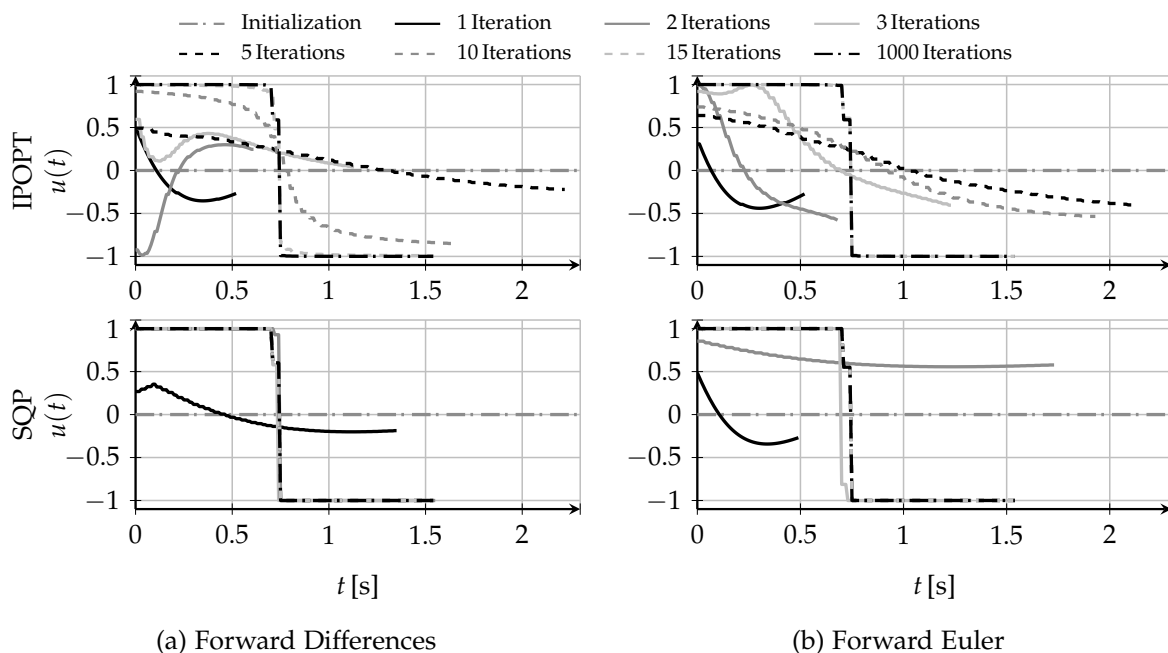 Initialization 1 Iteration 2 Iterations 3 Iterations
5 Iterations 10 Iterations 15 Iterations 1000 Iterations
IPOPT
u(t)
1
0.5
0
−0.5
−1
0 0.5 1 1.5 2
1
0.5
0
−0.5
−1
0 0.5 1 1.5 2
SQP
u(t)
1
0.5
0
−0.5
−1
0 0.5 1 1.5 2
t [s]
1
0.5
0
−0.5
−1
0 0.5 1 1.5 2
t [s]
(a) Forward Differences
(b) Forward Euler